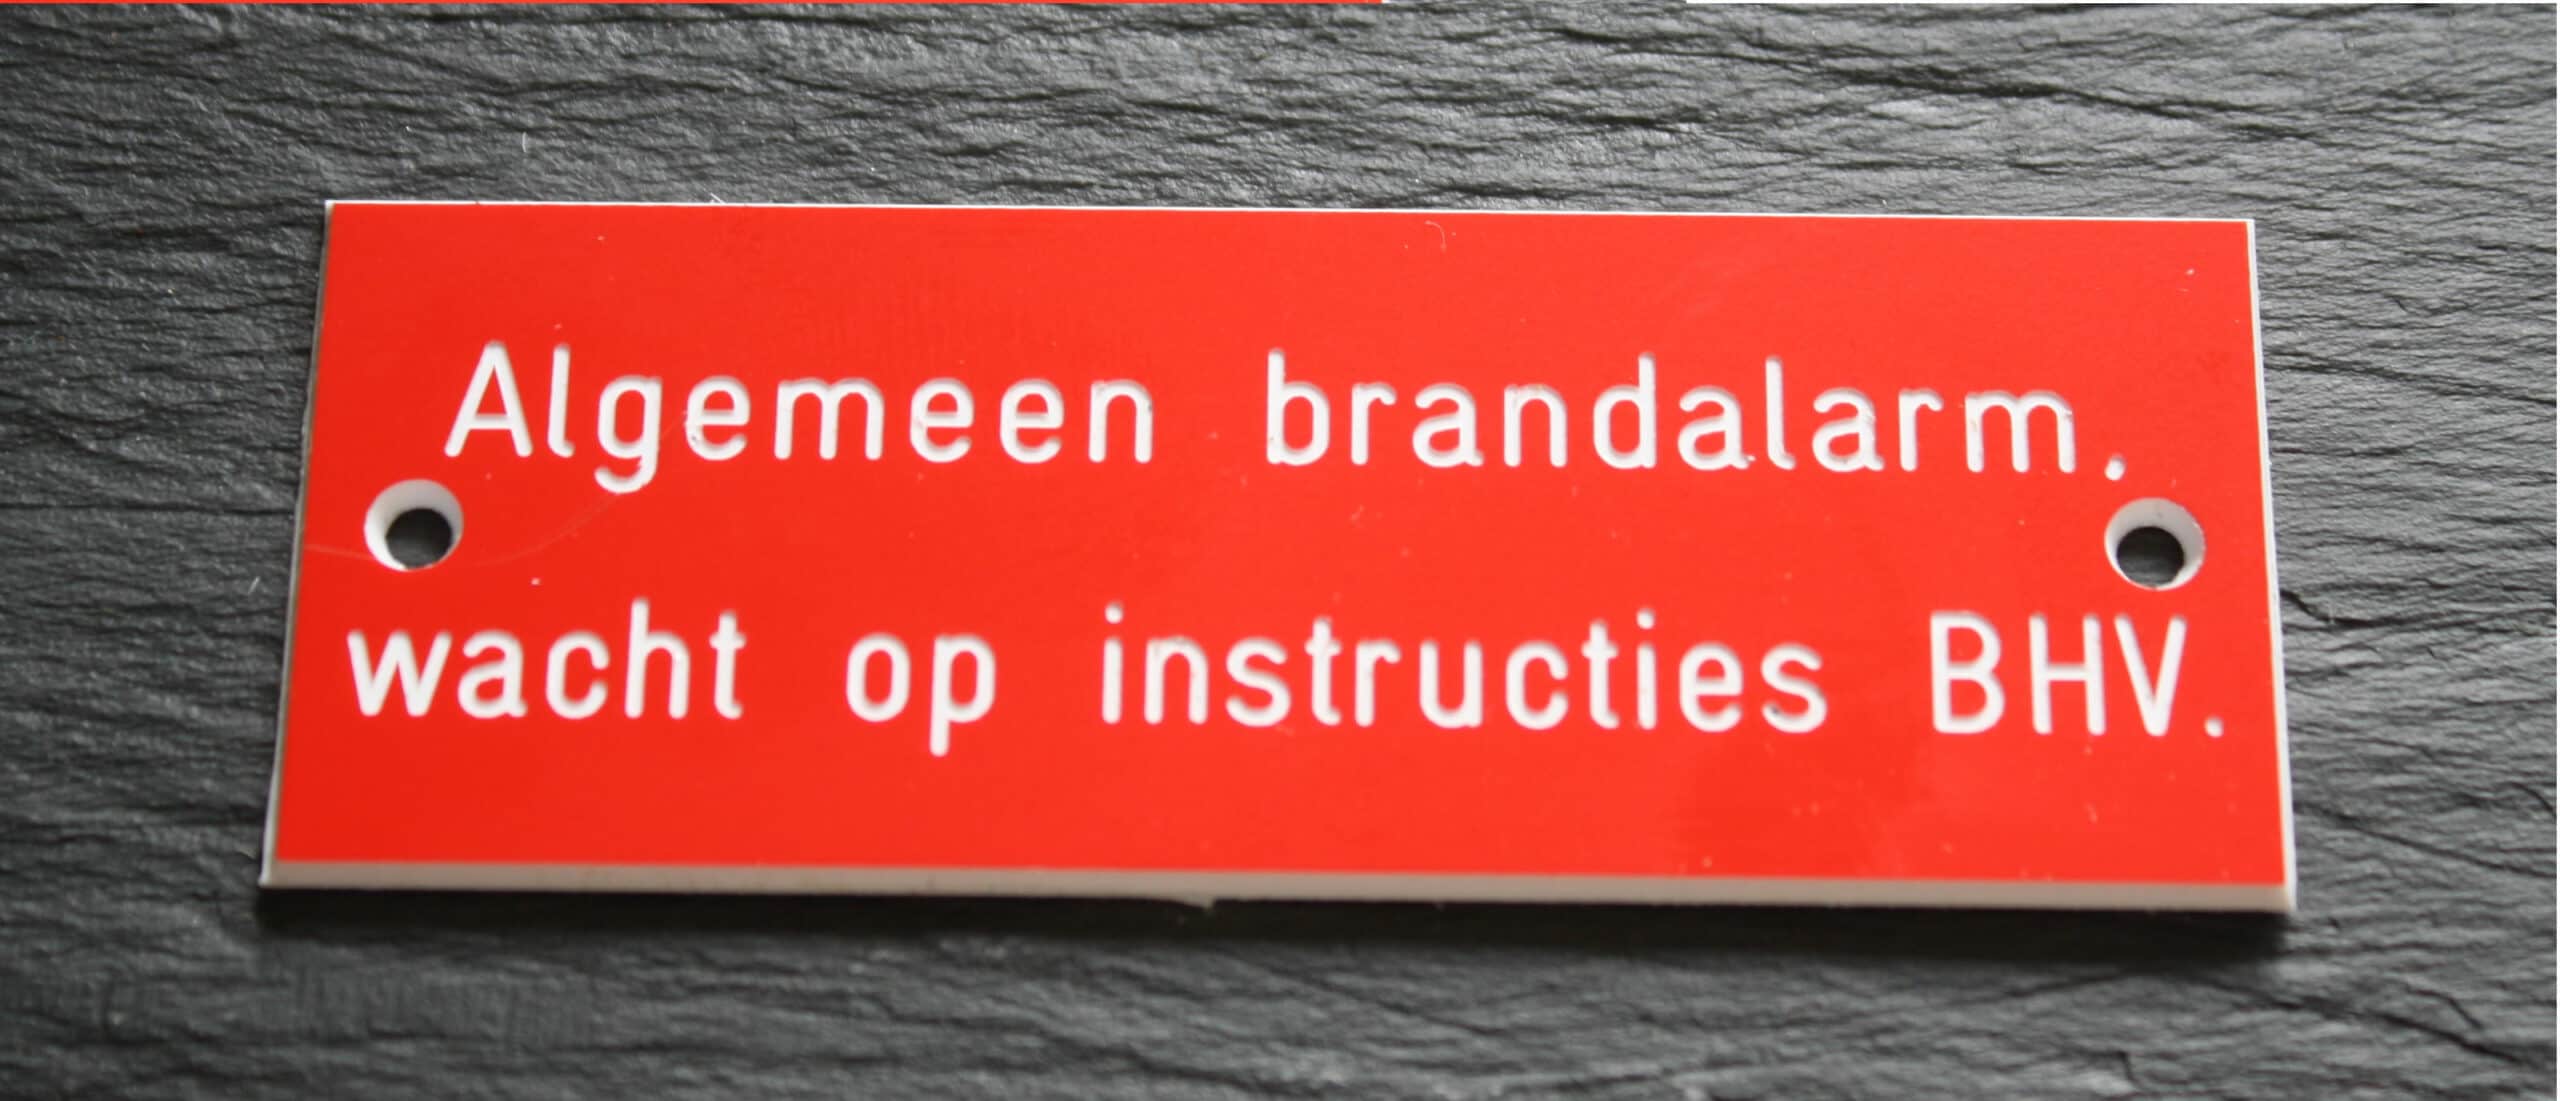 Algemeen brandalarm,
wacht op instructies BHV.